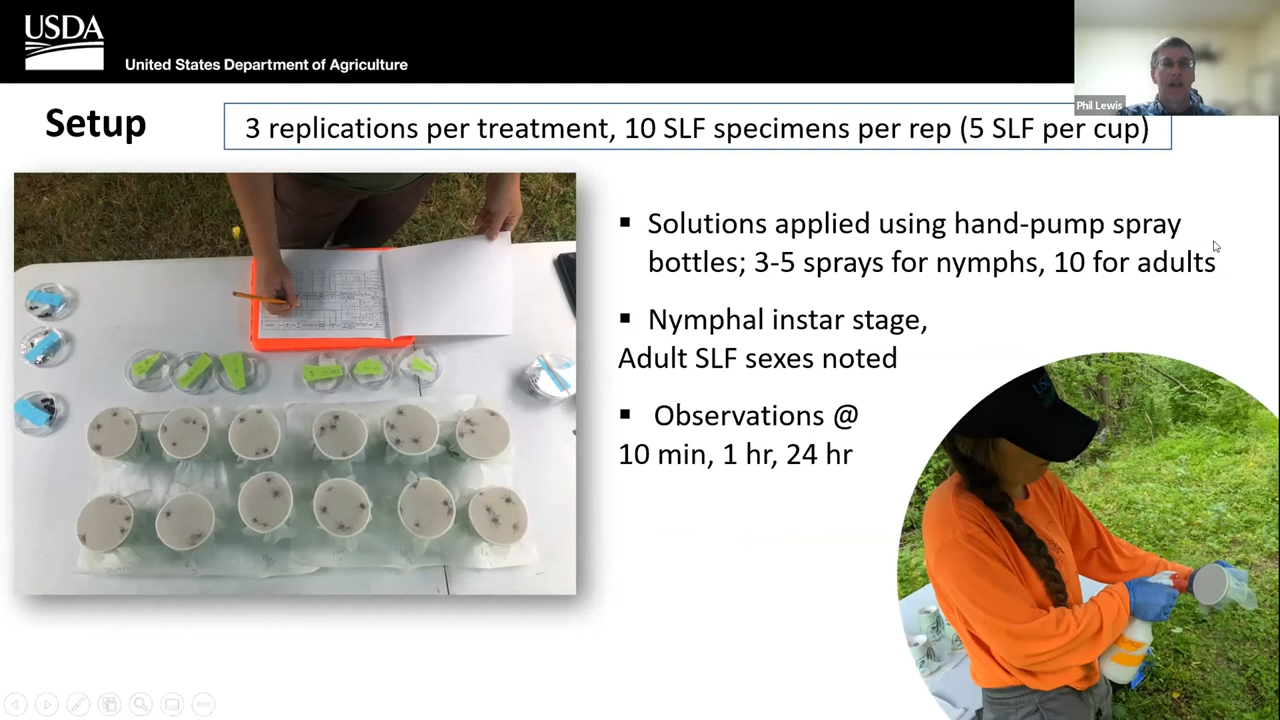 USDA
United States Department of Agriculture
Phil Lewis
Setup
3 replications per treatment, 10 SLF specimens per rep (5 SLF per cup)
▪ Solutions applied using hand-pump spray
bottles; 3-5 sprays for nymphs, 10 for adults
▪ Nymphal instar stage,
Adult SLF sexes noted
▪ Observations @
10 min, 1 hr, 24 hr